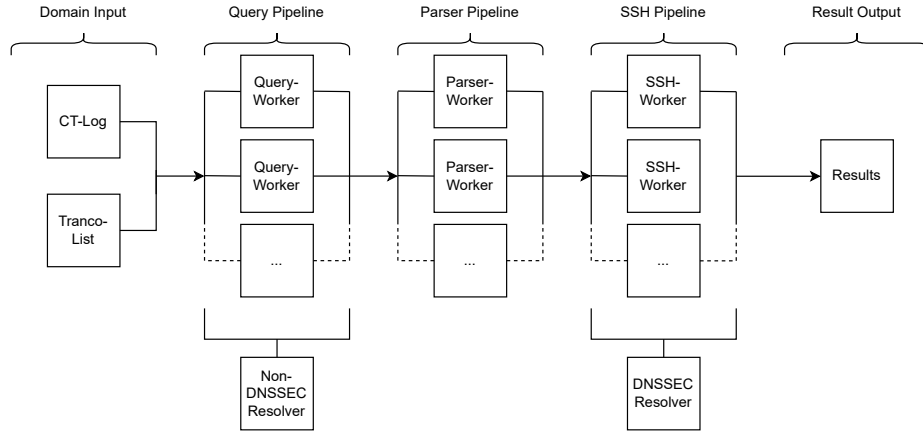 Domain Input
Query Pipeline
Parser Pipeline
SSH Pipeline
Result Output
CT-Log
Tranco-
List
Query-
Worker
Query-
Worker
...
Non-
DNSSEC
Resolver
Parser-
Worker
Parser-
Worker
...
SSH-
Worker
SSH-
Worker
...
DNSSEC
Resolver
Results